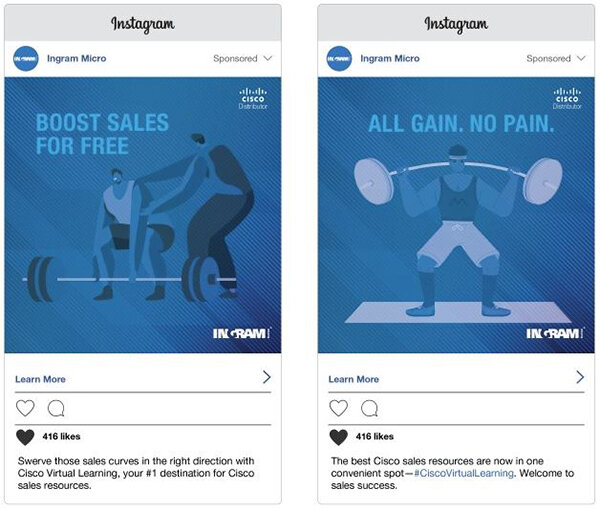 Instagram
INGRAM
Ingram Micro
Sponsored
CISCO
Distributor
BOOST SALES
FOR FREE
INGRAM
Learn More
416 likes
Swerve those sales curves in the right direction with
Cisco Virtual Learning, your #1 destination for Cisco
sales resources.
Instagram
INGRAM
Ingram Micro
Sponsored
CISCO
Distributor
ALL GAIN. NO PAIN.
INGRAM
Learn More
416 likes
The best Cisco sales resources are now in one
convenient spot—#CiscoVirtualLearning. Welcome to
sales success.